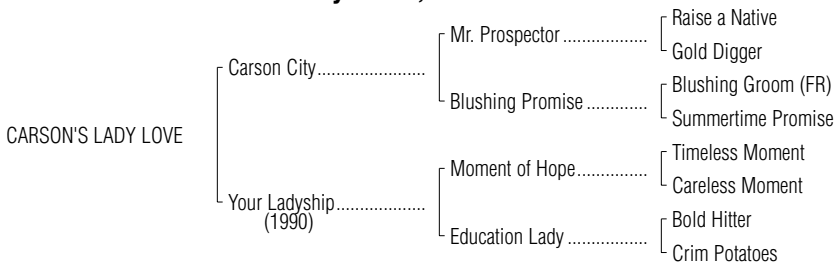 Raise a Native
Mr. Prospector ....................
Gold Digger
Carson City.........................
Blushing Groom (FR)
Blushing Promise ..............
Summertime Promise
CARSON'S LADY LOVE
Timeless Moment
Moment of Hope.................
Careless Moment
Your Ladyship.....................
(1990)
Bold Hitter
Education Lady ...................
Crim Potatoes